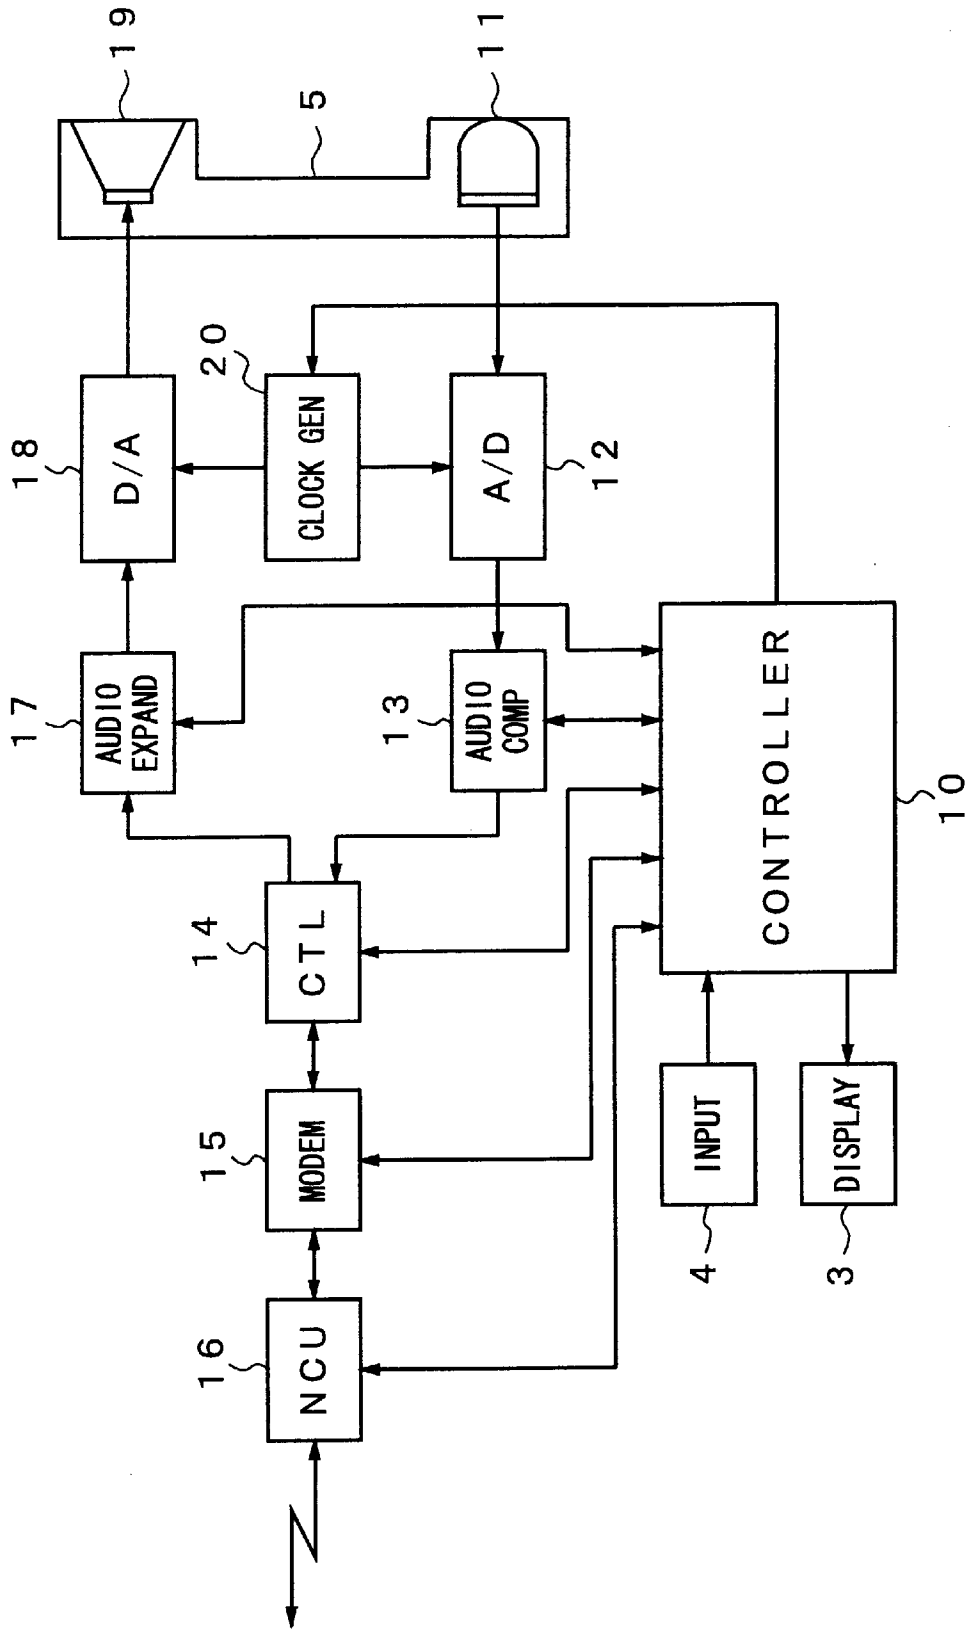 19
11
5
20
18
D/A
CLOCK GEN
A/D
12
17
AUDIO
EXPAND
13
AUDIO
COMP
CONTROLLER
10
14
CTL
15
MODEM
INPUT
DISPLAY
4
3
16
NCU